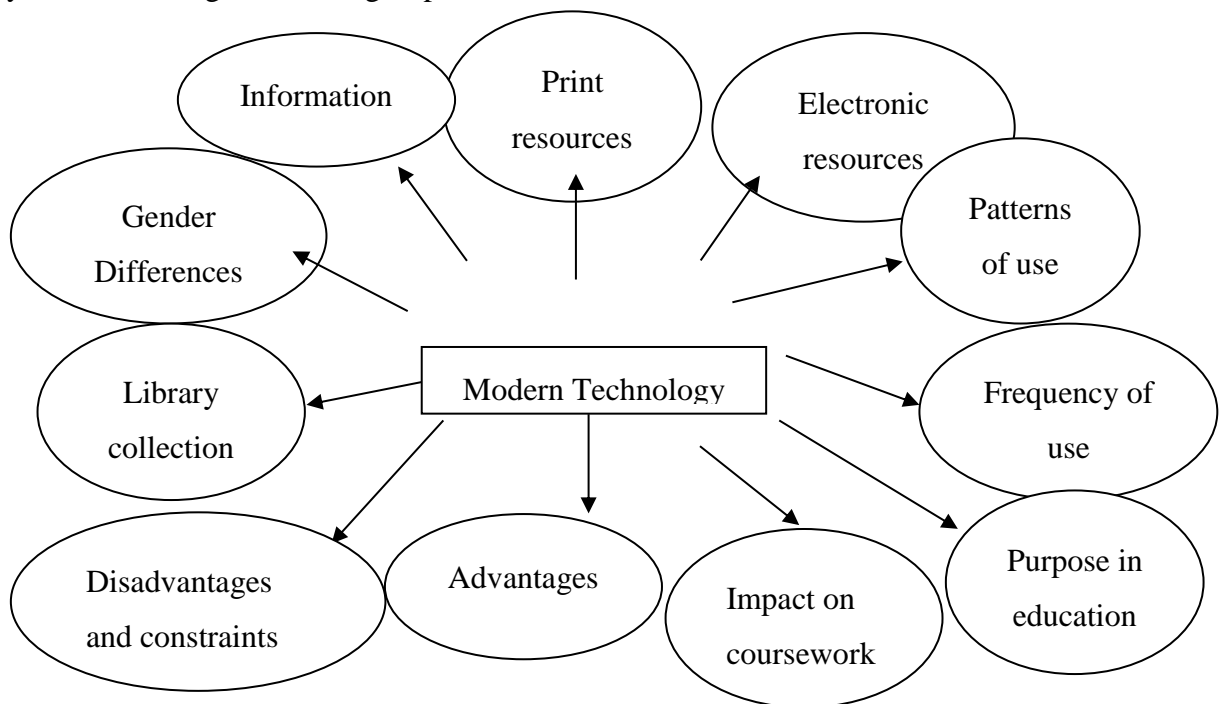 Information
Print
resources
Electronic
resources
Gender
Differences
Patterns
of use
Modern Technology
Library
collection
Frequency of
use
Disadvantages
and constraints
Advantages
Impact on
coursework
Purpose in
education